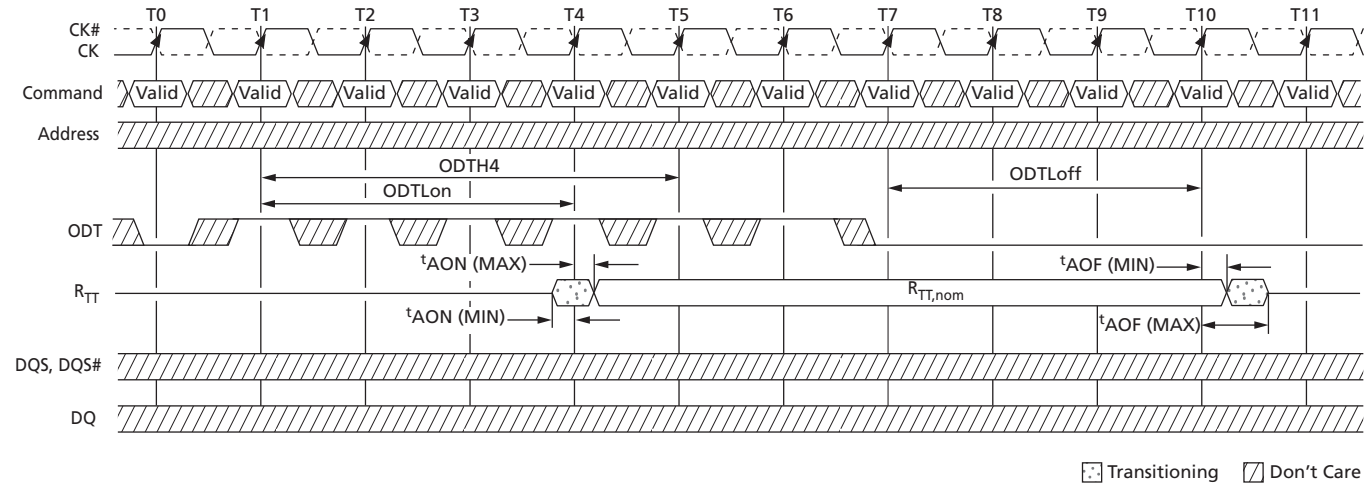 T0 T1 T2 T3 T4 T5 T6 T7 T8 T9 T10 T11
CK#
CK
Command Valid Valid Valid Valid Valid Valid Valid Valid Valid Valid Valid Valid
Address
ODTH4
ODTLon ODTLoff
ODT
tAON (MAX) tAOF (MIN)
RTT RTT,nom
tAON (MIN) tAOF (MAX)
DQS, DQS#
DQ
Transitioning Don't Care